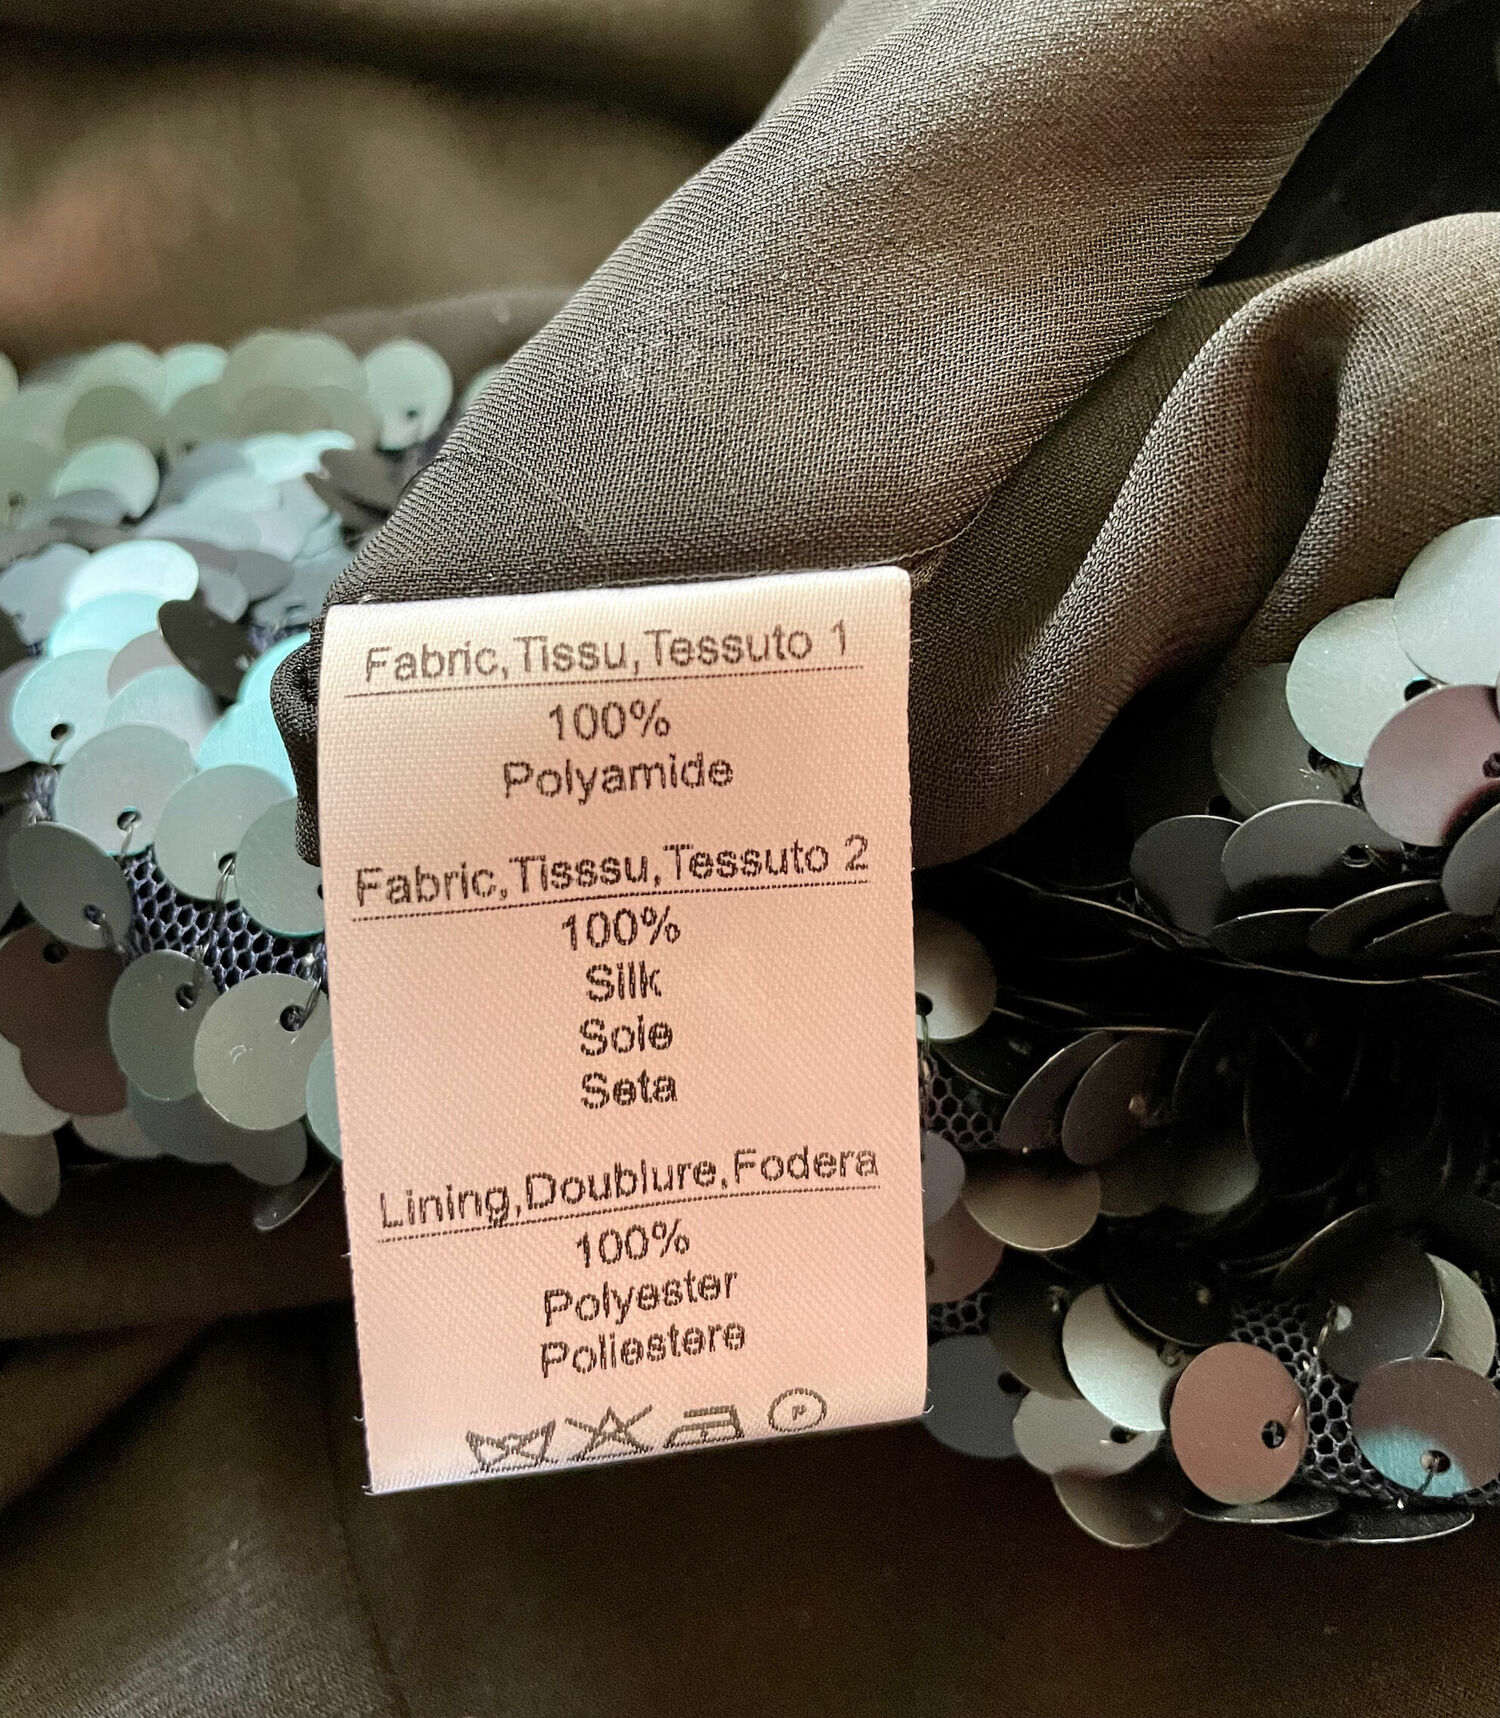 Fabric,Tissu,Tessuto 1
100%
Polyamide
Fabric,Tisssu,Tessuto 2
100%
Silk
Soie
Seta
Lining,Doublure,Fodera
100%
Polyester
Poliestere
P